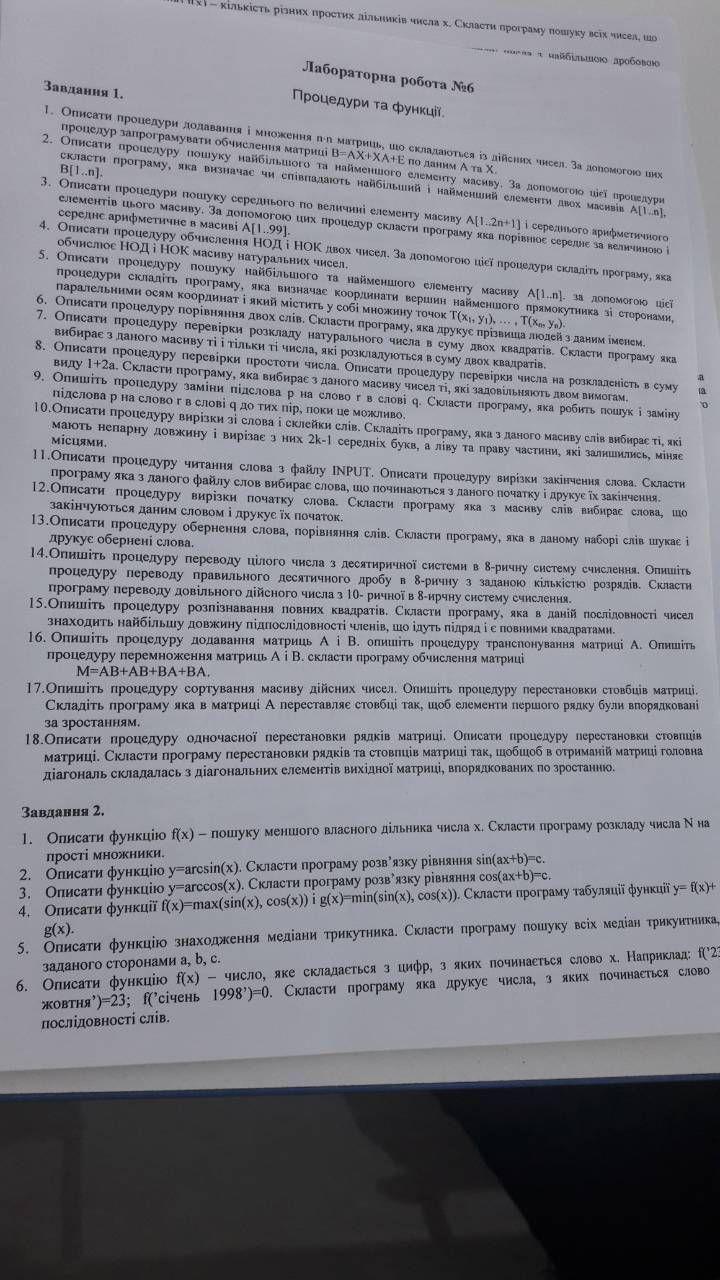 f(x) – кількість різних простих дільників числа x. Скласти програму пошуку всіх чисел, що
найбільшою дробовою
Лабораторна робота №6
Процедури та функції.
Завдання 1.
1. Описати процедури додавання і множення n·n матриць, що складаються із дійсних чисел. За допомогою цих
процедур запрограмувати обчислення матриці B=AX+XA+E по даним A та X.
2. Описати процедуру пошуку найбільшого та найменшого елементу масиву. За допомогою цієї процедури
скласти програму, яка визначає чи співпадають найбільший і найменший елементи двох масивів A[1..n],
B[1..n].
3. Описати процедури пошуку середнього по величині елементу масиву A[1..2n+1] і середнього арифметичного
елементів цього масиву. За допомогою цих процедур скласти програму яка порівнює середнє за величиною і
середнє арифметичне в масиві A[1..99].
4. Описати процедуру обчислення НОД і НОК двох чисел. За допомогою цієї процедури складіть програму, яка
обчислює НОД і НОК масиву натуральних чисел.
5. Описати процедуру пошуку найбільшого та найменшого елементу масиву A[1..n]. за допомогою цієї
процедури складіть програму, яка визначає координати вершин найменшого прямокутника зі сторонами,
паралельними осям координат і який містить у собі множину точок T(x₁, y₁), … , T(xₙ, yₙ).
6. Описати процедуру порівняння двох слів. Скласти програму, яка друкує прізвища людей з даним іменем.
7. Описати процедуру перевірки розкладу натурального числа в суму двох квадратів. Скласти програму яка
вибирає з даного масиву ті і тільки ті числа, які розкладуються в суму двох квадратів.
8. Описати процедуру перевірки простоти числа. Описати процедуру перевірки числа на розкладеність в суму
виду 1+2a. Скласти програму, яка вибирає з даного масиву чисел ті, які задовільняють двом вимогам.
9. Опишіть процедуру заміни підслова p на слово r в слові q. Скласти програму, яка робить пошук і заміну
підслова p на слово r в слові q до тих пір, поки це можливо.
10.Описати процедуру вирізки зі слова і склейки слів. Складіть програму, яка з даного масиву слів вибирає ті, які
мають непарну довжину і вирізає з них 2k-1 середніх букв, а ліву та праву частини, які залишились, міняє
місцями.
11.Описати процедуру читання слова з файлу INPUT. Описати процедуру вирізки закінчення слова. Скласти
програму яка з даного файлу слов вибирає слова, що починаються з даного початку і друкує їх закінчення.
12.Описати процедуру вирізки початку слова. Скласти програму яка з масиву слів вибирає слова, що
закінчуються даним словом і друкує їх початок.
13.Описати процедуру обернення слова, порівняння слів. Скласти програму, яка в даному наборі слів шукає і
друкує обернені слова.
14.Опишіть процедуру переводу цілого числа з десятиричної системи в 8-ричну систему счислення. Опишіть
процедуру переводу правильного десятичного дробу в 8-ричну з заданою кількістю розрядів. Скласти
програму переводу довільного дійсного числа з 10- ричної в 8-ирчну систему счислення.
15.Опишіть процедуру розпізнавання повних квадратів. Скласти програму, яка в даній послідовності чисел
знаходить найбільшу довжину підпослідовності членів, що ідуть підряд і є повними квадратами.
16. Опишіть процедуру додавання матриць A і B. опишіть процедуру транспонування матриці A. Опишіть
процедуру перемноження матриць A і B. скласти програму обчислення матриці
M=AB+AB+BA+BA.
17.Опишіть процедуру сортування масиву дійсних чисел. Опишіть процедуру перестановки стовбців матриці.
Складіть програму яка в матриці A переставляє стовбці так, щоб елементи першого рядку були впорядковані
за зростанням.
18.Описати процедуру одночасної перестановки рядків матриці. Описати процедуру перестановки стовпців
матриці. Скласти програму перестановки рядків та стовпців матриці так, щобщоб в отриманій матриці головна
діагональ складалась з діагональних елементів вихідної матриці, впорядкованих по зростанню.
Завдання 2.
1. Описати функцію f(x) – пошуку меншого власного дільника числа x. Скласти програму розкладу числа N на
прості множники.
2. Описати функцію y=arcsin(x). Скласти програму розв’язку рівняння sin(ax+b)=c.
3. Описати функцію y=arccos(x). Скласти програму розв’язку рівняння cos(ax+b)=c.
4. Описати функції f(x)=max(sin(x), cos(x)) і g(x)=min(sin(x), cos(x)). Скласти програму табуляції функції y= f(x)+
g(x).
5. Описати функцію знаходження медіани трикутника. Скласти програму пошуку всіх медіан трикуитника,
заданого сторонами a, b, c.
6. Описати функцію f(x) – число, яке складається з цифр, з яких починається слово x. Наприклад: f(’23
жовтня’)=23; f(’січень 1998’)=0. Скласти програму яка друкує числа, з яких починається слово
послідовності слів.